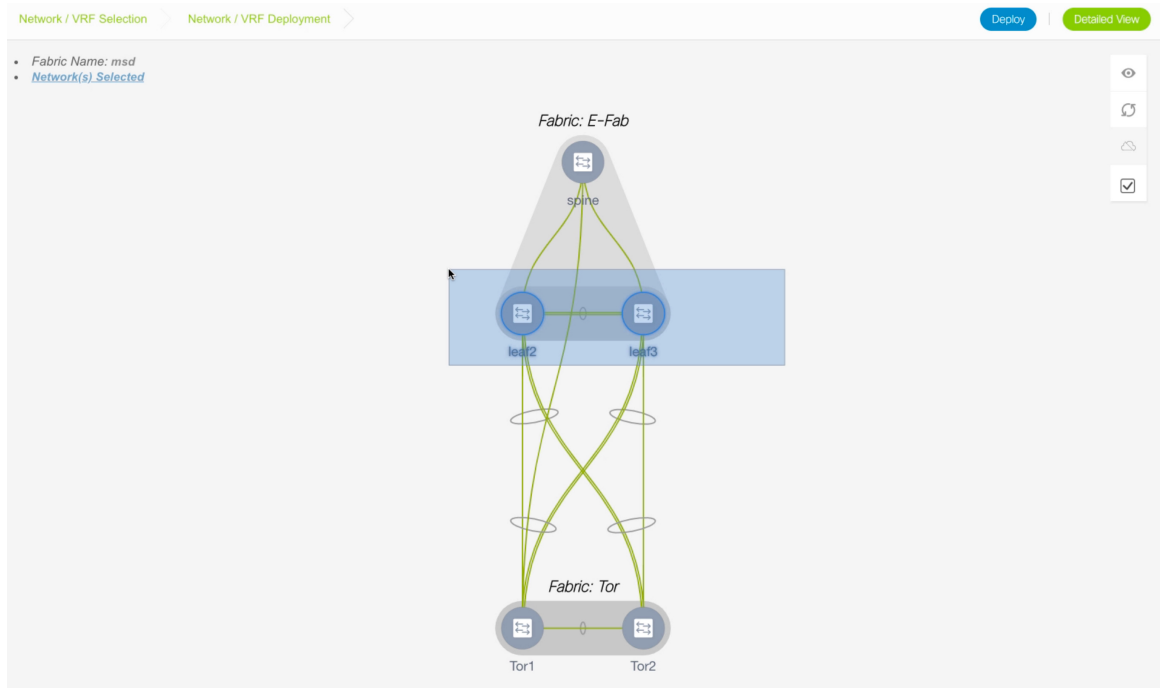 Network / VRF Selection
Network / VRF Deployment
Deploy
Detailed View
Fabric Name: msd
Network(s) Selected
Fabric: E-Fab
spine
leaf2
leaf3
Fabric: Tor
Tor1
Tor2